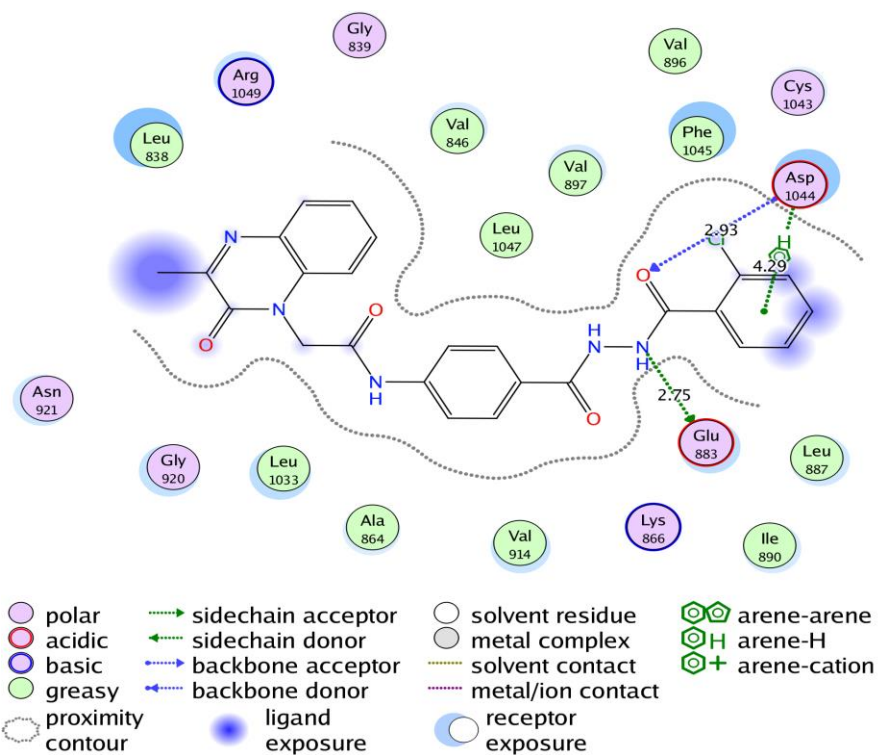 Gly
839
Val
896
Arg
1049
Cys
1043
Leu
838
Val
846
Phe
1045
Val
897
Asp
1044
Leu
1047
2.93
Cl
H
4.29
N
O
N
O
O
N
H
O
H
N
N
H
O
2.75
Asn
921
Gly
920
Leu
1033
Glu
883
Leu
887
Ala
864
Val
914
Lys
866
Ile
890
polar
acidic
basic
greasy
proximity
contour
sidechain acceptor
sidechain donor
backbone acceptor
backbone donor
ligand
exposure
solvent residue
metal complex
solvent contact
metal/ion contact
receptor
exposure
arene-arene
H arene-H
+ arene-cation